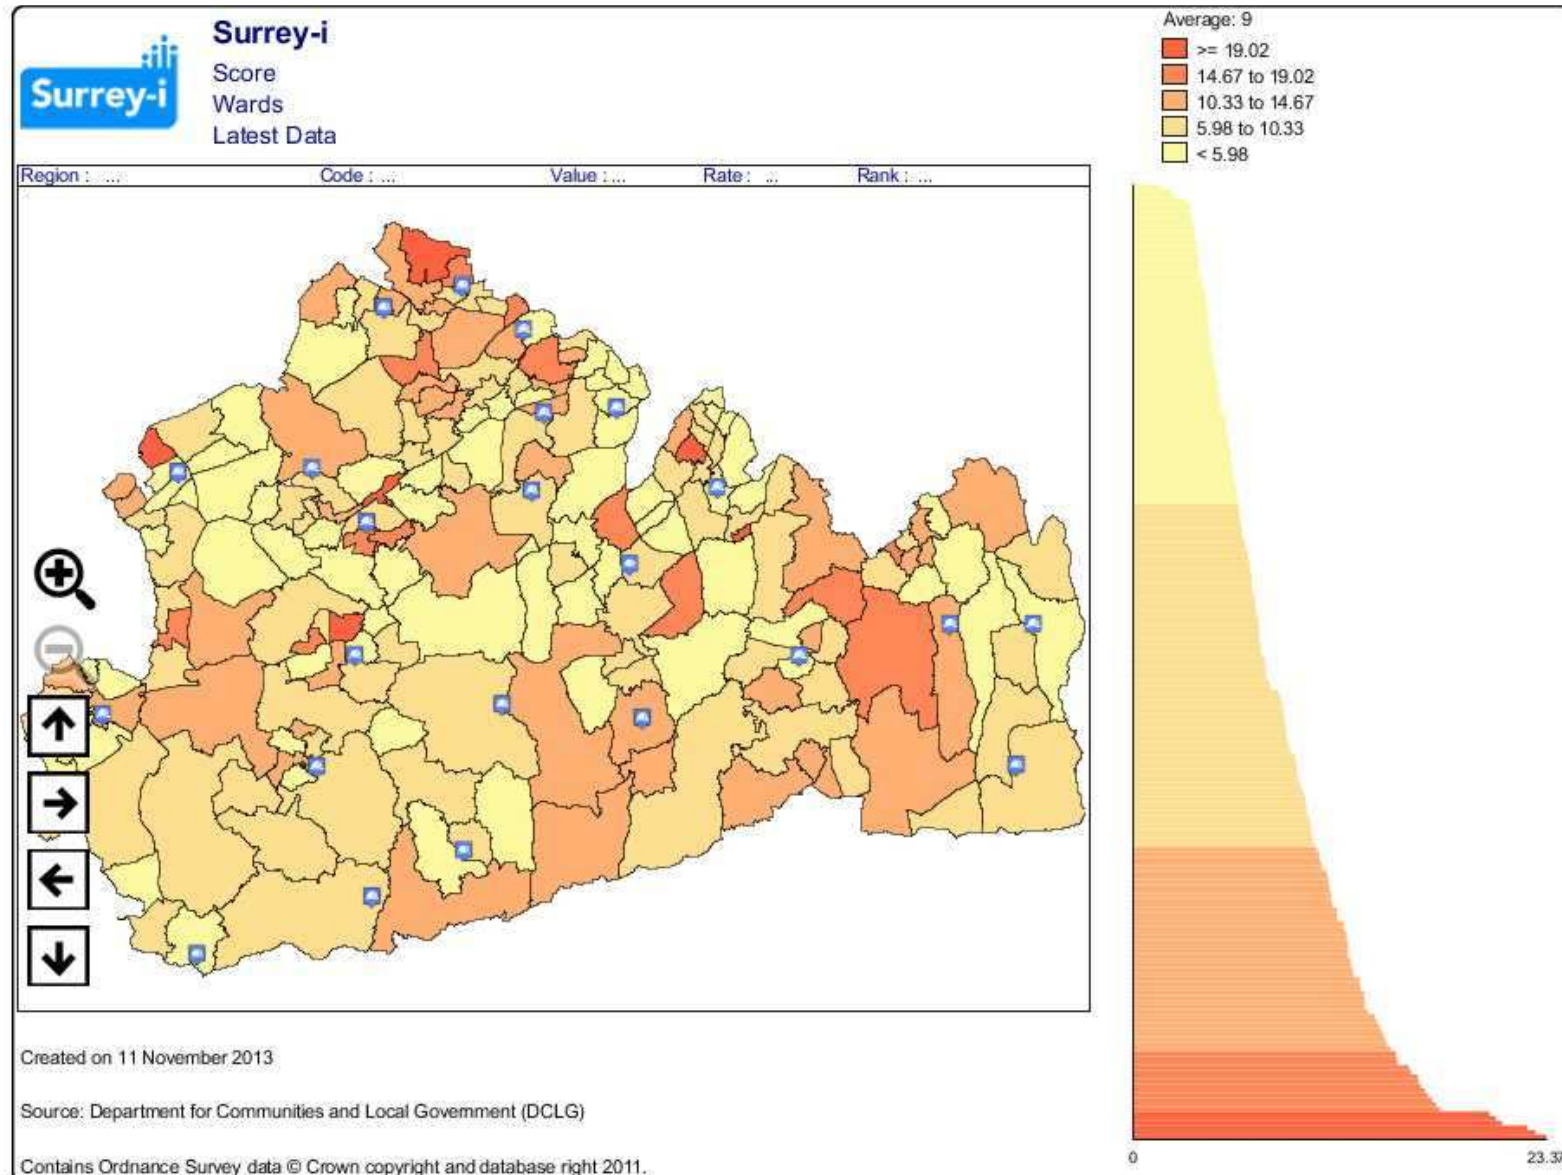 Surrey-i
Surrey-i
Score
Wards
Latest Data
Average: 9
>= 19.02
14.67 to 19.02
10.33 to 14.67
5.98 to 10.33
< 5.98
Region : ... Code : ... Value : ... Rate : ... Rank : ...
0
Created on 11 November 2013
Source: Department for Communities and Local Government (DCLG)
Contains Ordnance Survey data © Crown copyright and database right 2011.